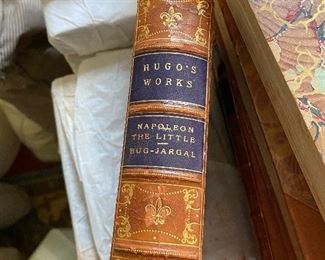 HUGO'S
WORKS
NAPOLEON
THE LITTLE
BUG-JARGAL